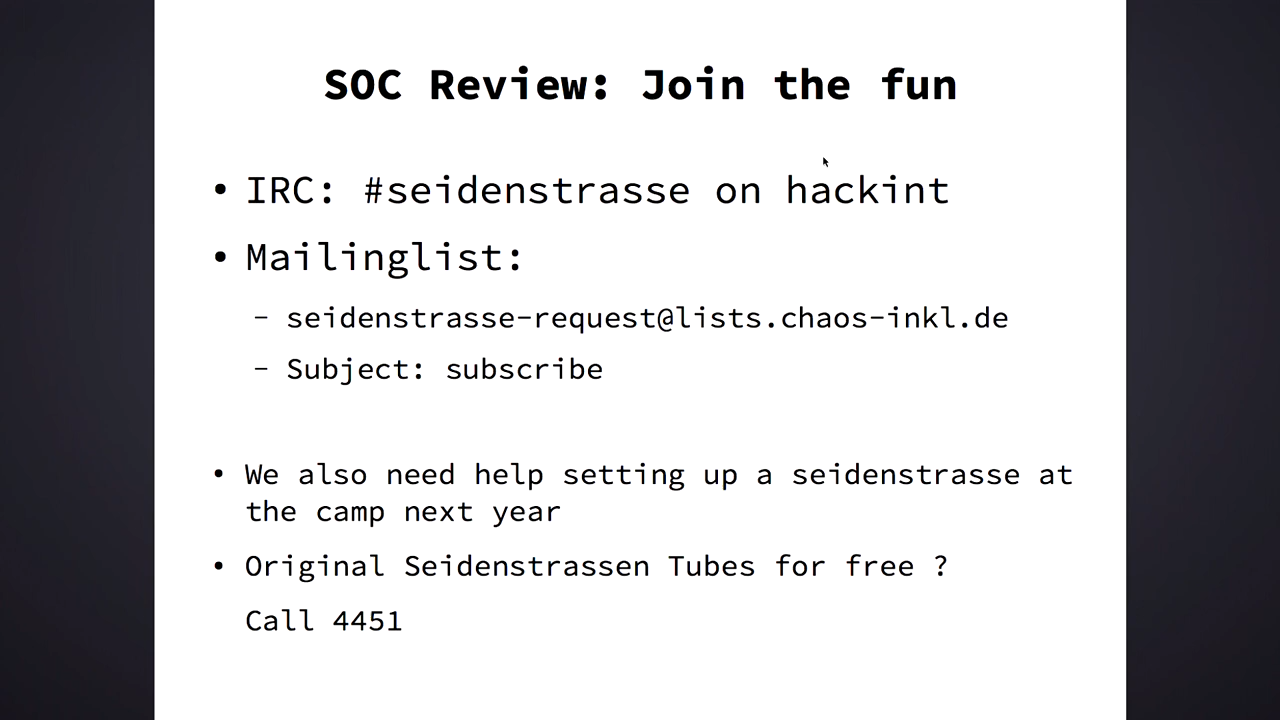 SOC Review: Join the fun
• IRC: #seidenstrasse on hackint
• Mailinglist:
– seidenstrasse-request@lists.chaos-inkl.de
– Subject: subscribe
• We also need help setting up a seidenstrasse at
the camp next year
• Original Seidenstrassen Tubes for free ?
Call 4451